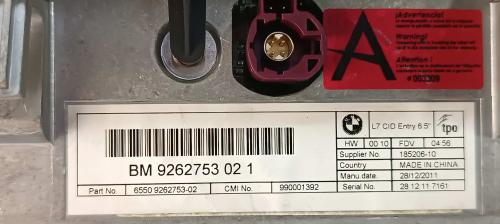 ¡Advertencia!
Warning!
Attention !
A
# 003309
BM 9262753 02 1
Part No. 6550 9262753-02 CMI No. 990001392
BMW L7 CID Entry 6.5" tpo
HW 00 10 FDV 04 56
Supplier No. 185206-10
Country MADE IN CHINA
Manu date. 28/12/2011
Serial No. 28 12 11 7161